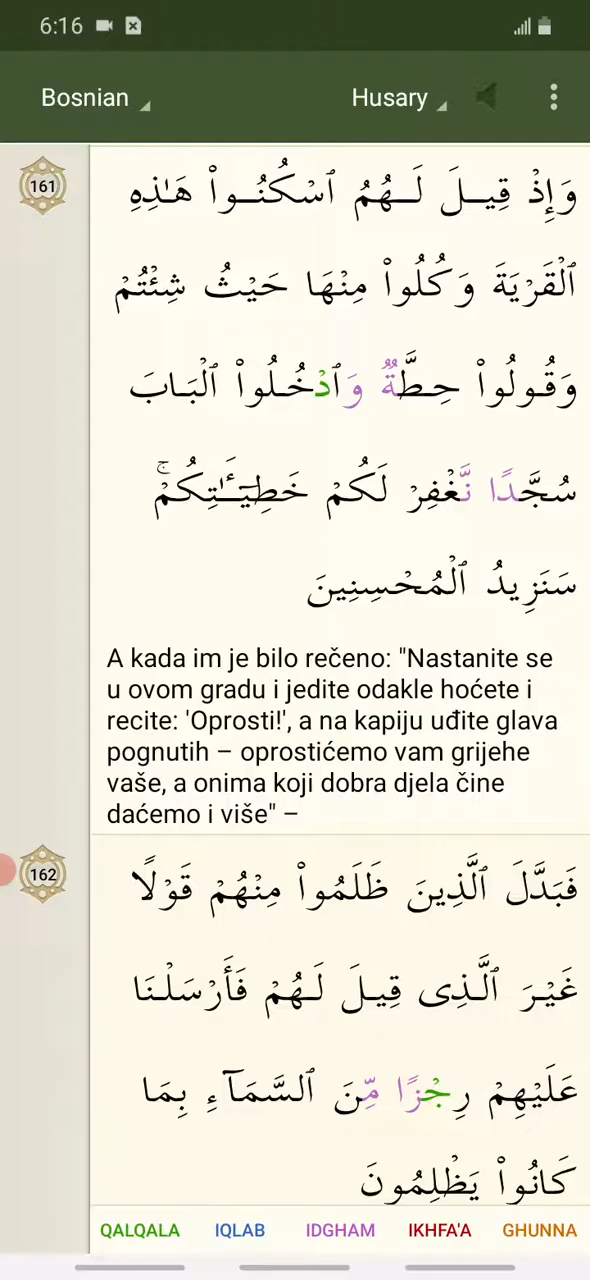 6:16
Bosnian
Husary
161
وَإِذْ قِيلَ لَهُمُ ٱسْكُنُوا۟ هَـٰذِهِ
ٱلْقَرْيَةَ وَكُلُوا۟ مِنْهَا حَيْثُ شِئْتُمْ
وَقُولُوا۟ حِطَّةٌ وَٱدْخُلُوا۟ ٱلْبَابَ
سُجَّدًا نَّغْفِرْ لَكُمْ خَطِيٓـَٔـٰتِكُمْ ۚ
سَنَزِيدُ ٱلْمُحْسِنِينَ
A kada im je bilo rečeno: "Nastanite se
u ovom gradu i jedite odakle hoćete i
recite: 'Oprosti!', a na kapiju uđite glava
pognutih – oprostićemo vam grijehe
vaše, a onima koji dobra djela čine
daćemo i više" –
162
فَبَدَّلَ ٱلَّذِينَ ظَلَمُوا۟ مِنْهُمْ قَوْلًا
غَيْرَ ٱلَّذِى قِيلَ لَهُمْ فَأَرْسَلْنَا
عَلَيْهِمْ رِجْزًا مِّنَ ٱلسَّمَآءِ بِمَا
كَانُوا۟ يَظْلِمُونَ
QALQALA IQLAB IDGHAM IKHFA'A GHUNNA